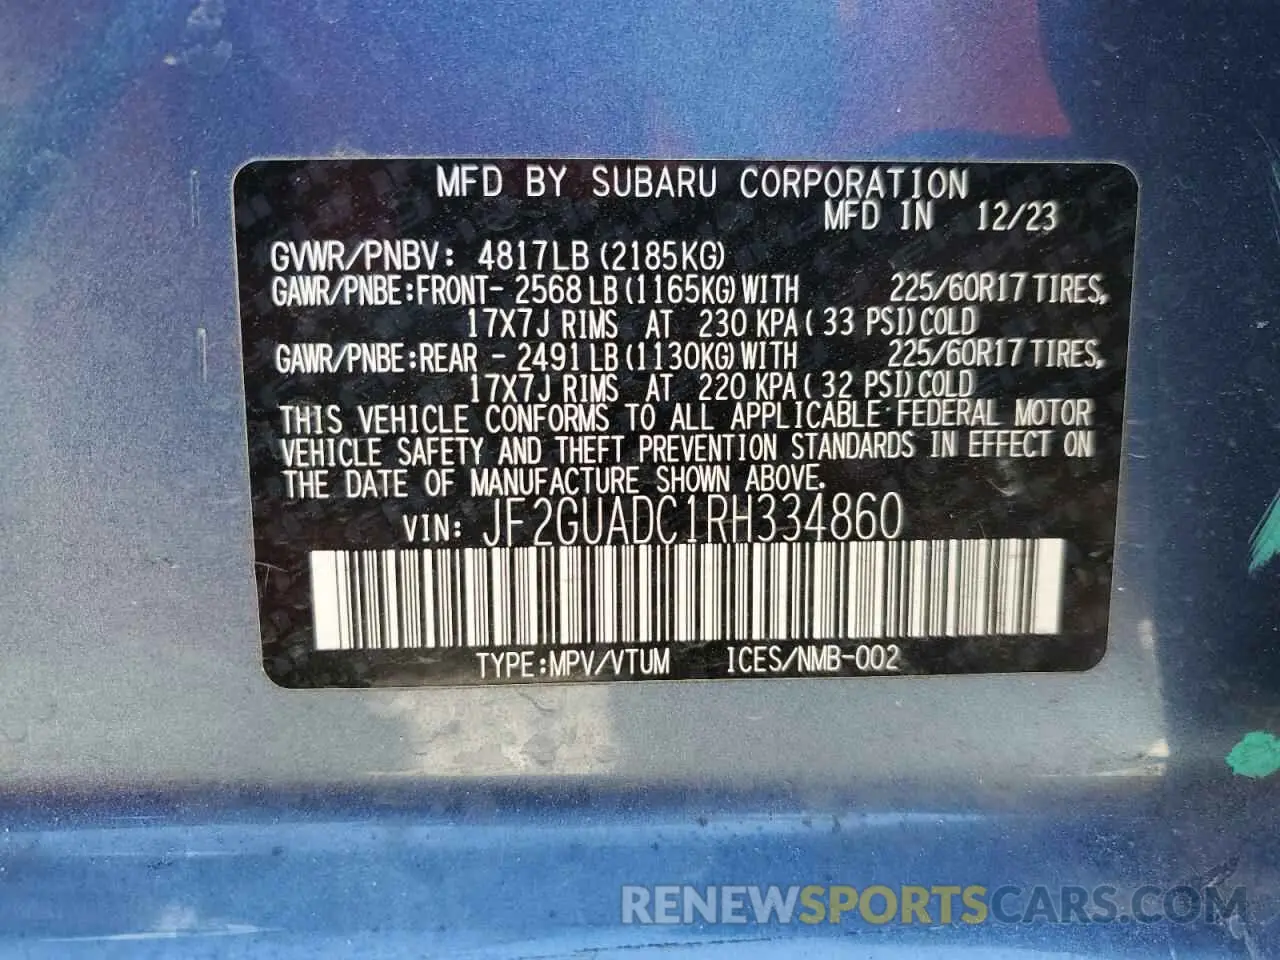 MFD BY SUBARU CORPORATION
MFD IN 12/23
GVWR/PNBV: 4817LB (2185KG)
GAWR/PNBE:FRONT- 2568 LB (1165KG) WITH 225/60R17 TIRES,
17X7J RIMS AT 230 KPA ( 33 PSI) COLD
GAWR/PNBE:REAR - 2491 LB (1130KG) WITH 225/60R17 TIRES,
17X7J RIMS AT 220 KPA ( 32 PSI) COLD
THIS VEHICLE CONFORMS TO ALL APPLICABLE FEDERAL MOTOR
VEHICLE SAFETY AND THEFT PREVENTION STANDARDS IN EFFECT ON
THE DATE OF MANUFACTURE SHOWN ABOVE.
VIN: JF2GUADC1RH334860
TYPE:MPV/VTUM ICES/NMB-002
RENEWSPORTSCARS.COM